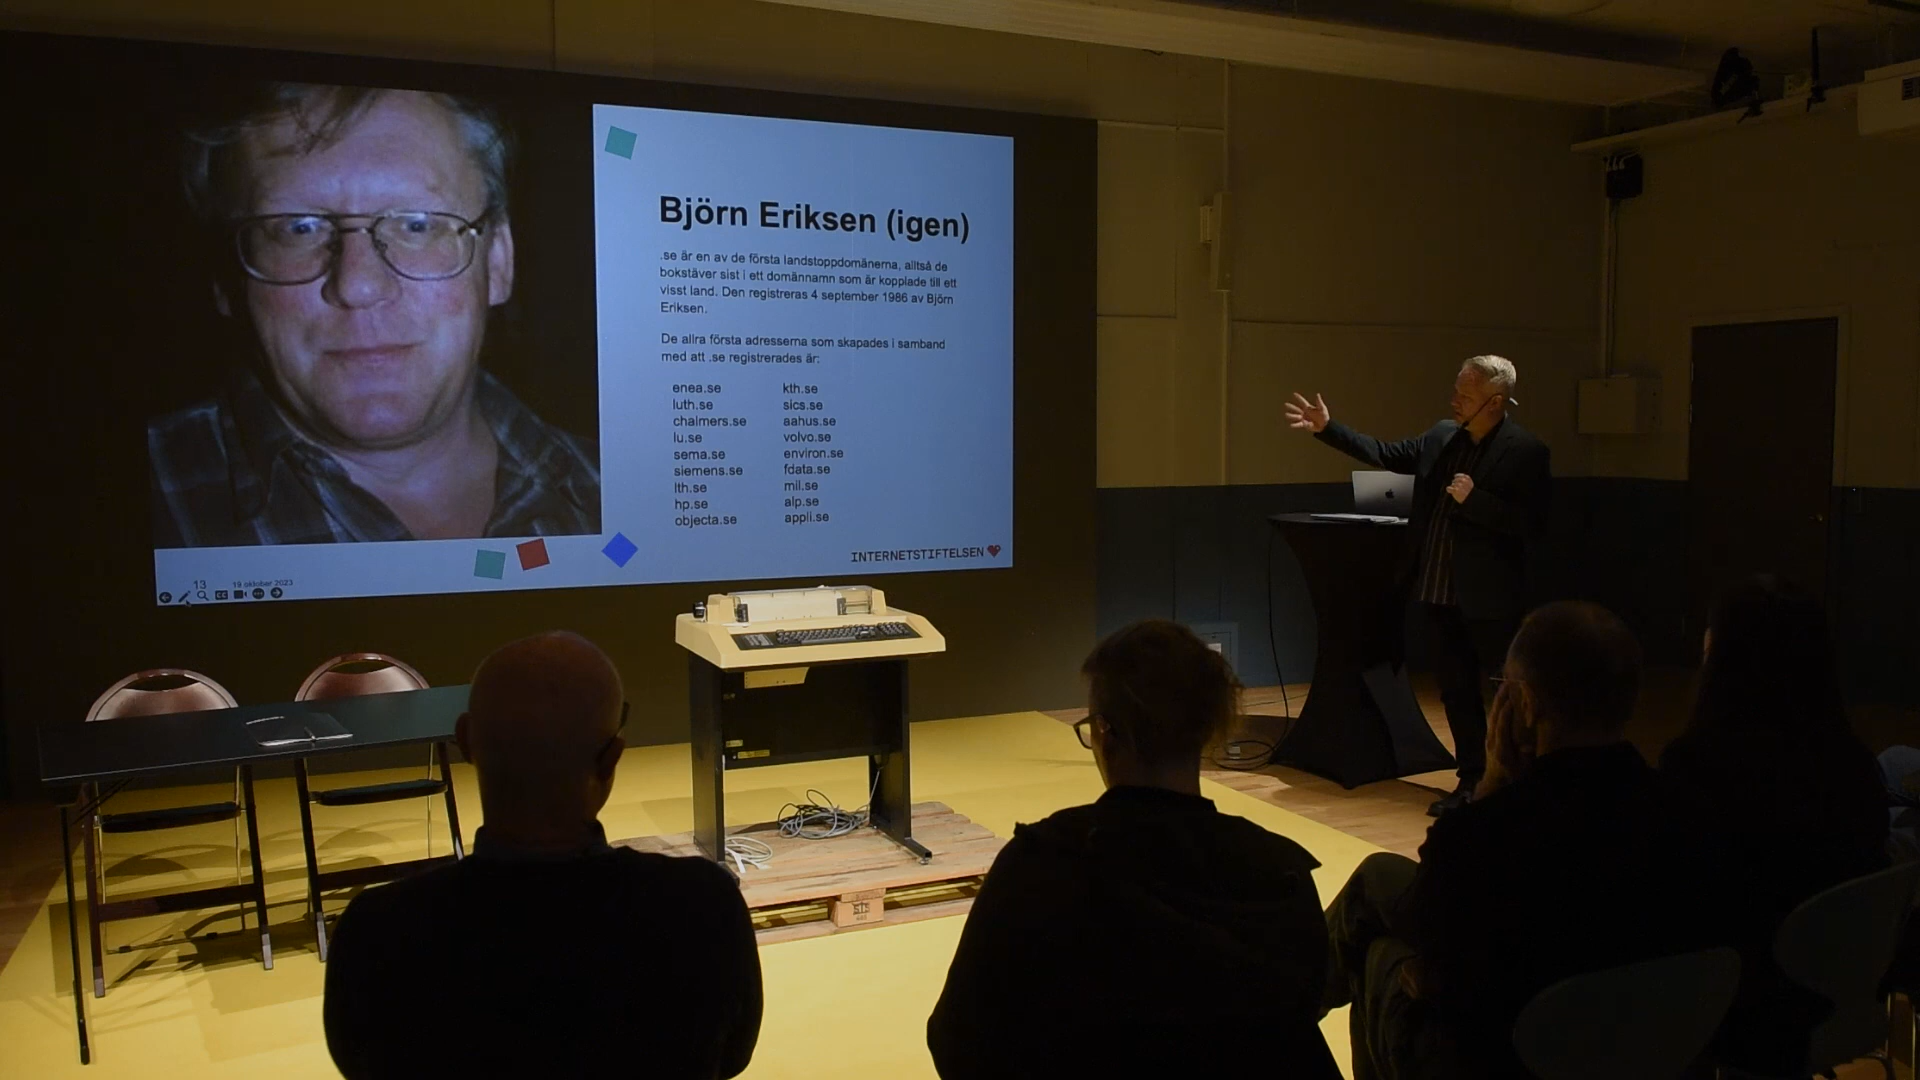 Björn Eriksen (igen)
.se är en av de första landstoppdomänerna, alltså de
bokstäver sist i ett domännamn som är kopplade till ett
visst land. Den registreras 4 september 1986 av Björn
Eriksen.
De allra första adresserna som skapades i samband
med att .se registrerades är:
enea.se
luth.se
chalmers.se
lu.se
sema.se
siemens.se
lth.se
hp.se
objecta.se
kth.se
sics.se
aahus.se
volvo.se
environ.se
fdata.se
mil.se
alp.se
appli.se
INTERNETSTIFTELSEN
13
19 oktober 2023